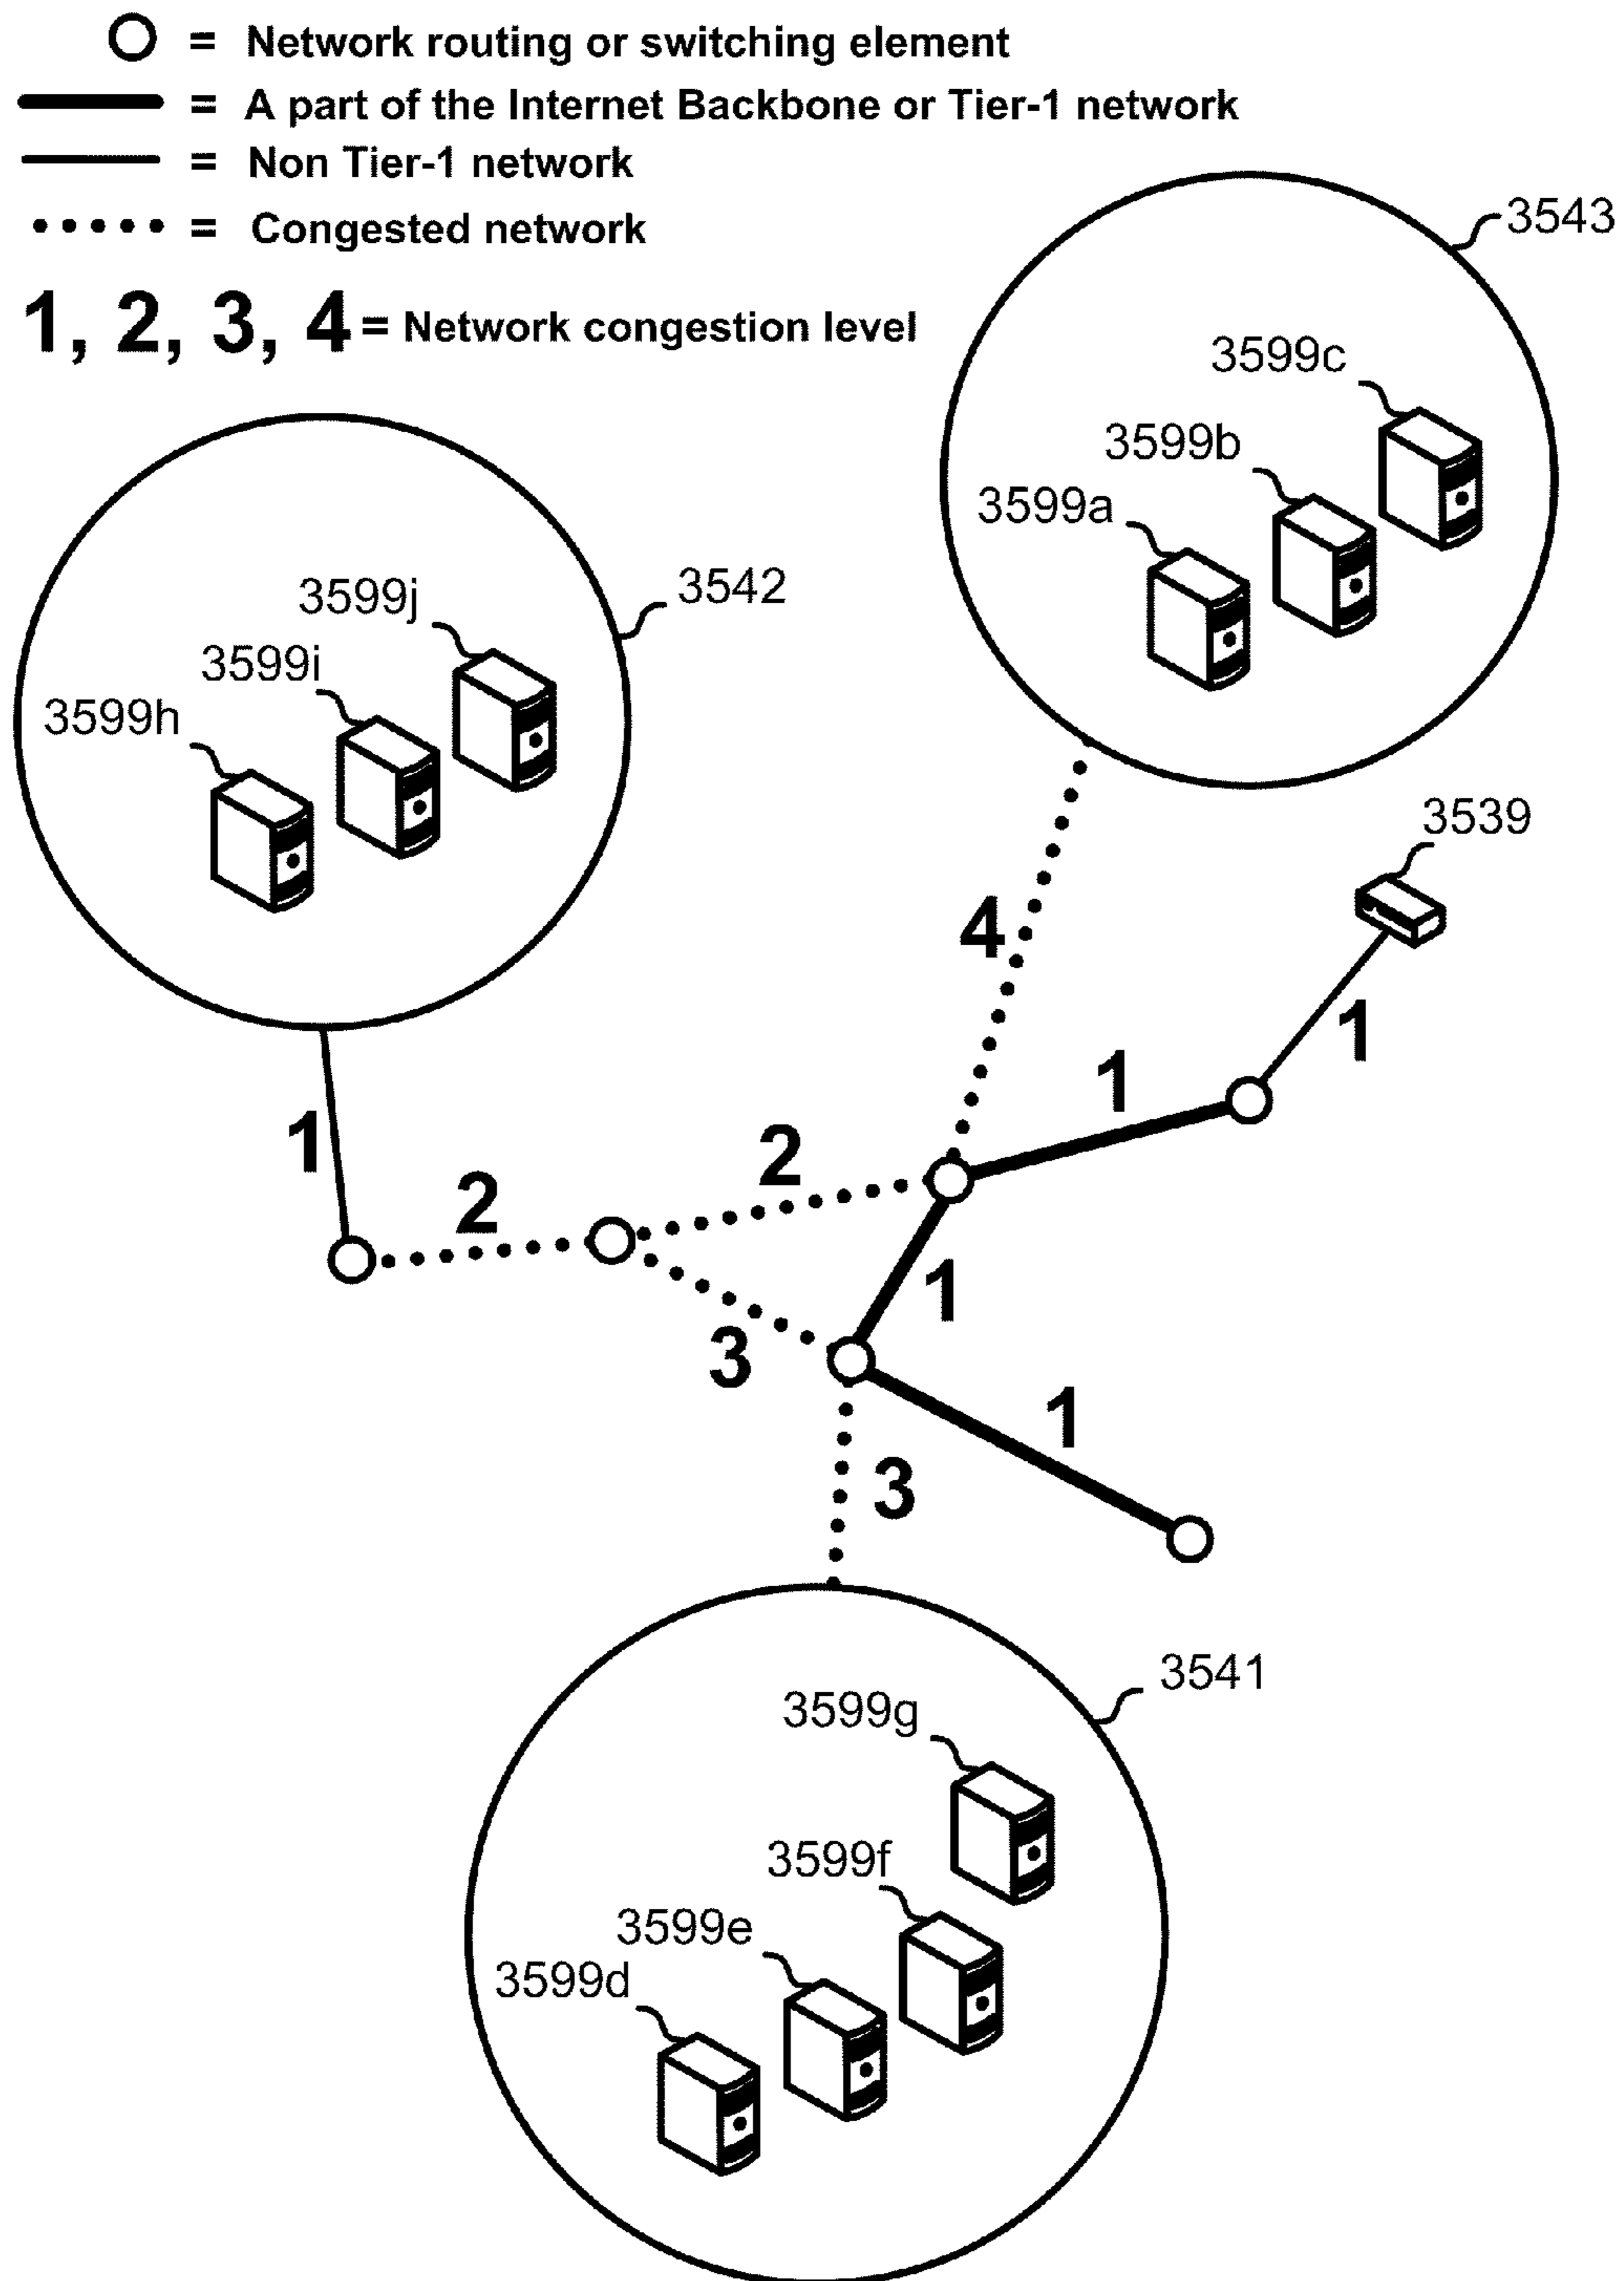 = Network routing or switching element
= A part of the Internet Backbone or Tier-1 network
= Non Tier-1 network
= Congested network
1, 2, 3, 4 = Network congestion level
3543
3599c
3599b
3599a
3542
3599j
3599i
3599h
3539
4
1
1
1
2
2
1
3
1
3
3541
3599g
3599f
3599e
3599d